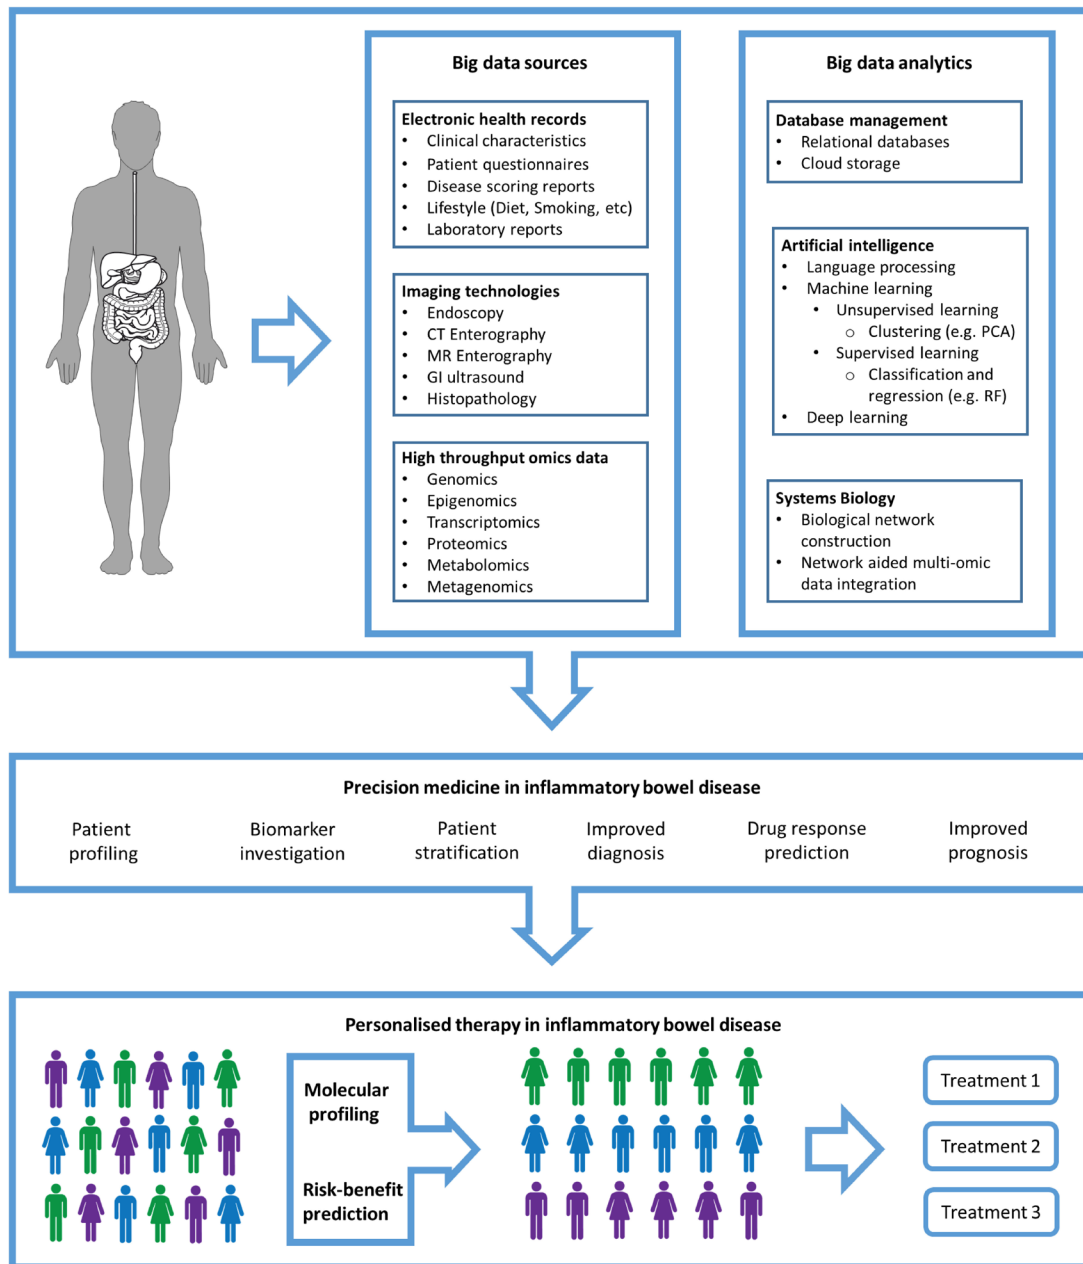 Big data sources
Electronic health records
• Clinical characteristics
• Patient questionnaires
• Disease scoring reports
• Lifestyle (Diet, Smoking, etc)
• Laboratory reports
Imaging technologies
• Endoscopy
• CT Enterography
• MR Enterography
• GI ultrasound
• Histopathology
High throughput omics data
• Genomics
• Epigenomics
• Transcriptomics
• Proteomics
• Metabolomics
• Metagenomics
Big data analytics
Database management
• Relational databases
• Cloud storage
Artificial intelligence
• Language processing
• Machine learning
• Unsupervised learning
o Clustering (e.g. PCA)
• Supervised learning
o Classification and
regression (e.g. RF)
• Deep learning
Systems Biology
• Biological network
construction
• Network aided multi-omic
data integration
Precision medicine in inflammatory bowel disease
Patient
profiling
Biomarker
investigation
Patient
stratification
Improved
diagnosis
Drug response
prediction
Improved
prognosis
Personalised therapy in inflammatory bowel disease
Molecular
profiling
Risk-benefit
prediction
Treatment 1
Treatment 2
Treatment 3